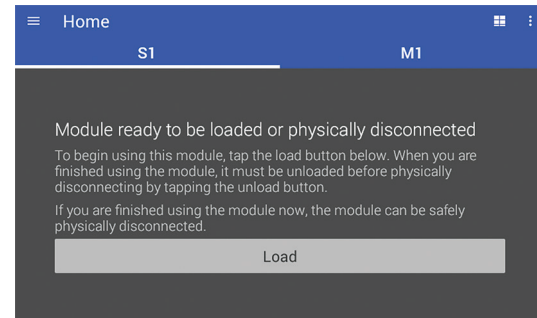 Home
S1
M1
Module ready to be loaded or physically disconnected
To begin using this module, tap the load button below. When you are
finished using the module, it must be unloaded before physically
disconnecting by tapping the unload button.
If you are finished using the module now, the module can be safely
physically disconnected.
Load